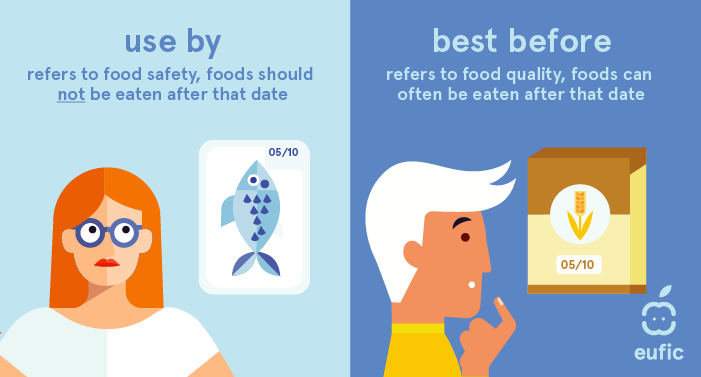 use by
refers to food safety, foods should
not be eaten after that date
05/10
best before
refers to food quality, foods can
often be eaten after that date
05/10
eufic